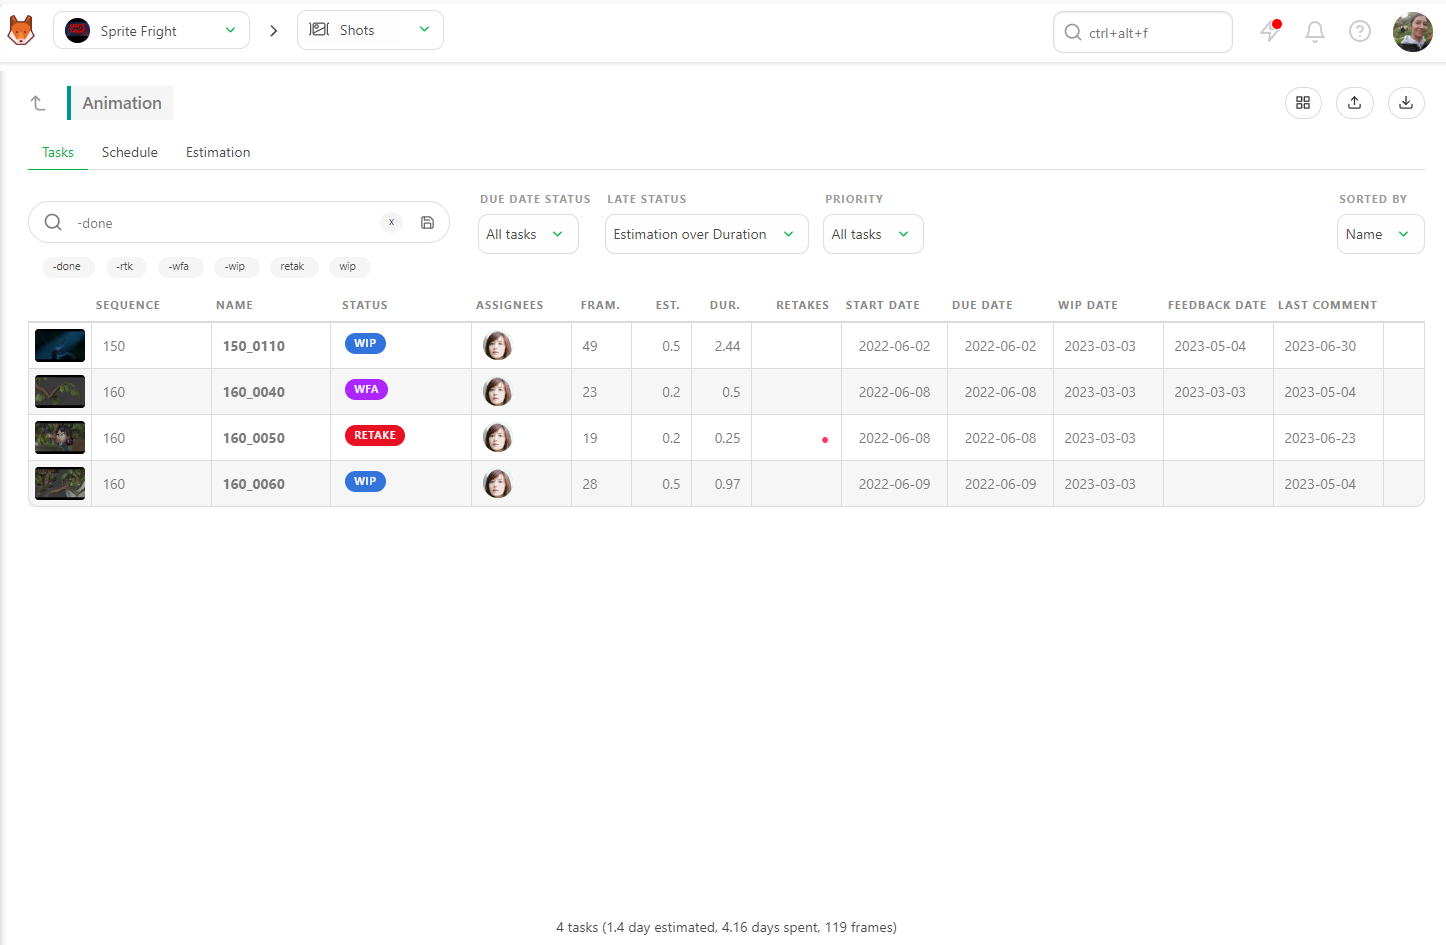 Sprite Fright
Shots
ctrl+alt+f
Animation
Tasks Schedule Estimation
DUE DATE STATUS LATE STATUS PRIORITY SORTED BY
-done x All tasks Estimation over Duration All tasks Name
-done -rtk -wfa -wip retak wip
SEQUENCE NAME STATUS ASSIGNEES FRAM. EST. DUR. RETAKES START DATE DUE DATE WIP DATE FEEDBACK DATE LAST COMMENT
150 150_0110 WIP 49 0.5 2.44 2022-06-02 2022-06-02 2023-03-03 2023-05-04 2023-06-30
160 160_0040 WFA 23 0.2 0.5 2022-06-08 2022-06-08 2023-03-03 2023-03-03 2023-05-04
160 160_0050 RETAKE 19 0.2 0.25 2022-06-08 2022-06-08 2023-03-03 2023-06-23
160 160_0060 WIP 28 0.5 0.97 2022-06-09 2022-06-09 2023-03-03 2023-05-04
4 tasks (1.4 day estimated, 4.16 days spent, 119 frames)